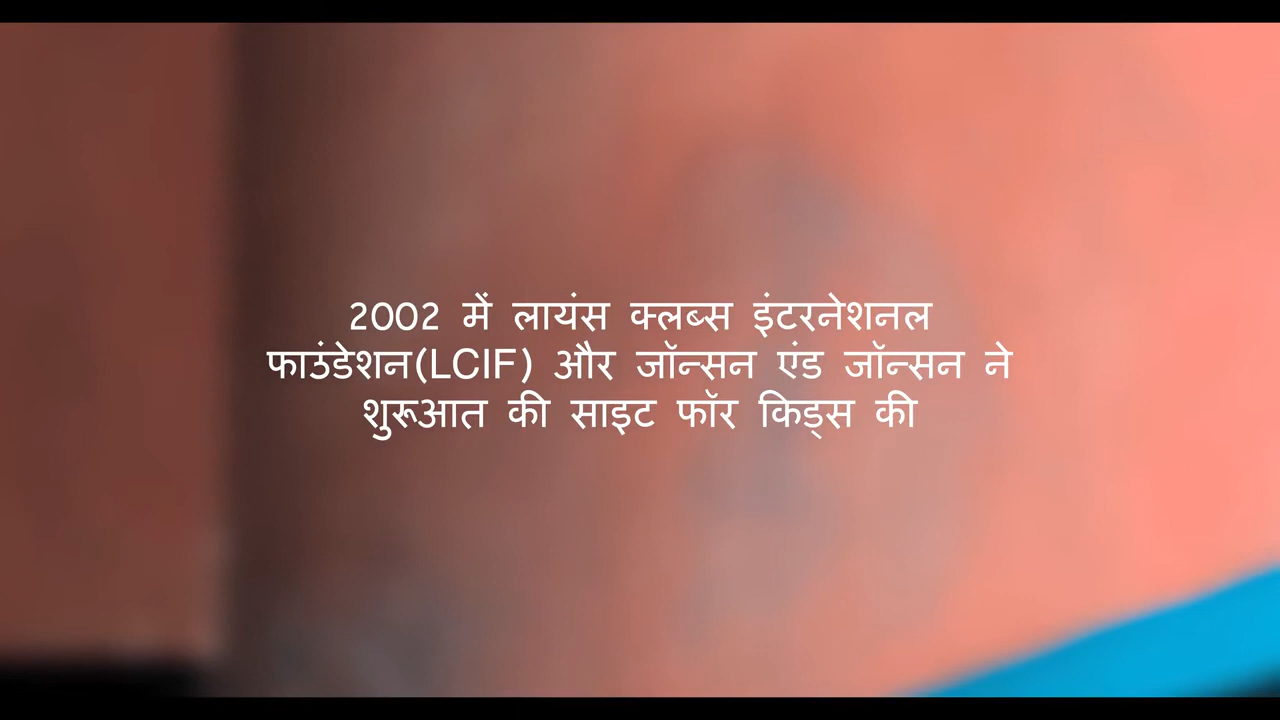 2002 में लायंस क्लब्स इंटरनेशनल
फाउंडेशन(LCIF) और जॉन्सन एंड जॉन्सन ने
शुरूआत की साइट फॉर किड्स की